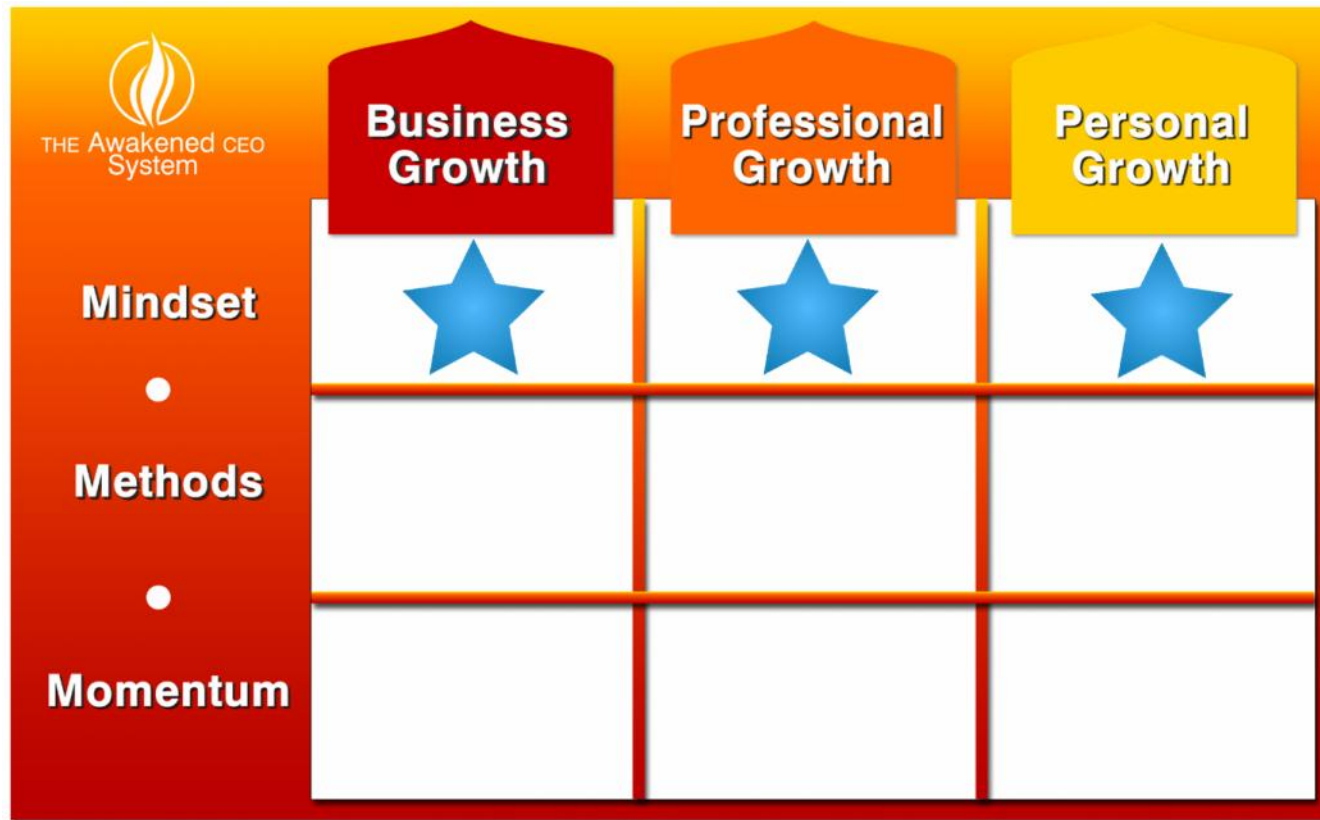 THE Awakened CEO
System
Business
Growth
Professional
Growth
Personal
Growth
Mindset
Methods
Momentum